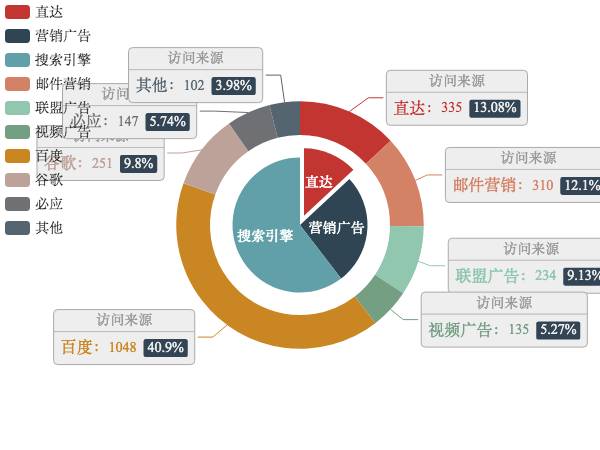 直达
营销广告
搜索引擎
邮件营销
联盟广告
视频广告
百度
谷歌
必应
其他
访问来源
其他：102 3.98%
访问来源
直达：335 13.08%
访问
必应：147 5.74%
访问来源
谷歌：251 9.8%
访问来源
邮件营销：310 12.1%
访问来源
联盟广告：234 9.13%
访问来源
视频广告：135 5.27%
访问来源
百度：1048 40.9%
直达
营销广告
搜索引擎